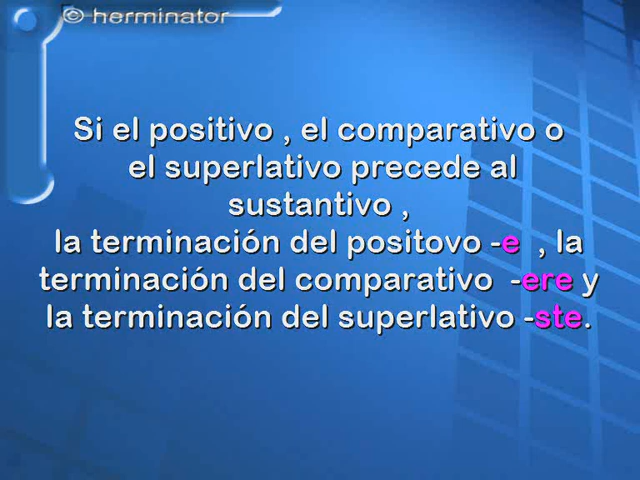 © herminator
Si el positivo , el comparativo o
el superlativo precede al
sustantivo ,
la terminación del positovo -e , la
terminación del comparativo -ere y
la terminación del superlativo -ste.